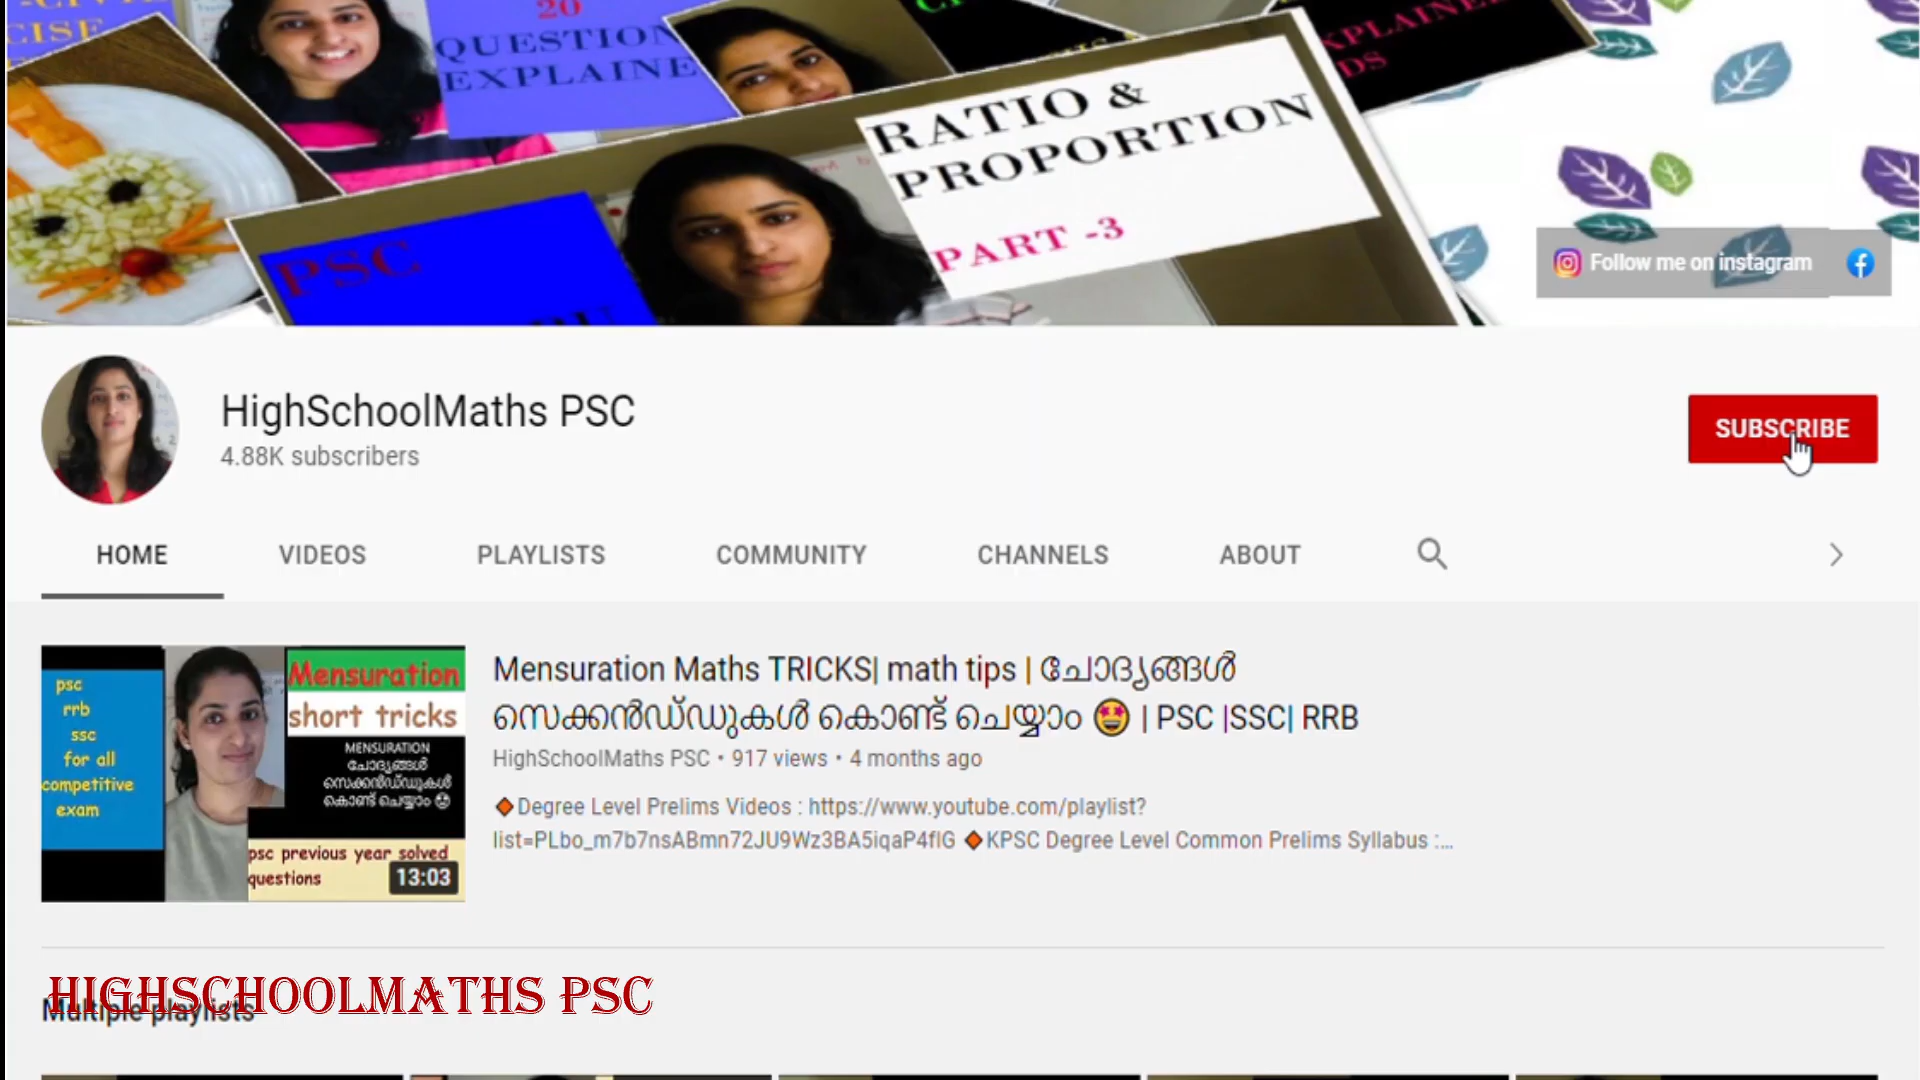 20
QUESTION
EXPLAINE
RATIO &
PROPORTION
PART -3
PSC
Follow me on instagram
HighSchoolMaths PSC
4.88K subscribers
SUBSCRIBE
HOME VIDEOS PLAYLISTS COMMUNITY CHANNELS ABOUT
psc
rrb
ssc
for all
competitive
exam
Mensuration
short tricks
MENSURATION
ചോദ്യങ്ങൾ
സെക്കൻഡ്ഡുകൾ
കൊണ്ട് ചെയ്യാം 🤩
psc previous year solved
questions
13:03
Mensuration Maths TRICKS| math tips | ചോദ്യങ്ങൾ
സെക്കൻഡ്ഡുകൾ കൊണ്ട് ചെയ്യാം 🤩 | PSC |SSC| RRB
HighSchoolMaths PSC • 917 views • 4 months ago
🔸Degree Level Prelims Videos : https://www.youtube.com/playlist?
list=PLbo_m7b7nsABmn72JU9Wz3BA5iqaP4flG 🔸KPSC Degree Level Common Prelims Syllabus :...
HIGHSCHOOLMATHS PSC
Multiple playlists